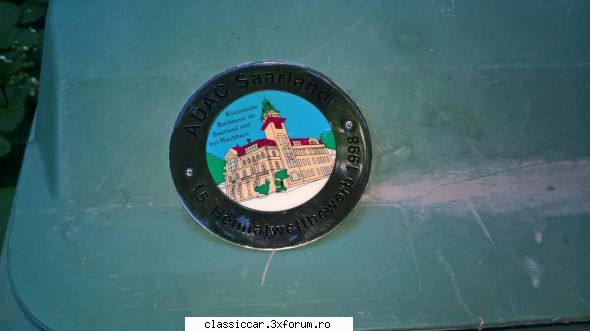 ADAC Saarland
Historische
Rathäuser im
Saarland und
bei Nachbarn
15. Heimatwettbewerb 1998
classiccar.3xforum.ro